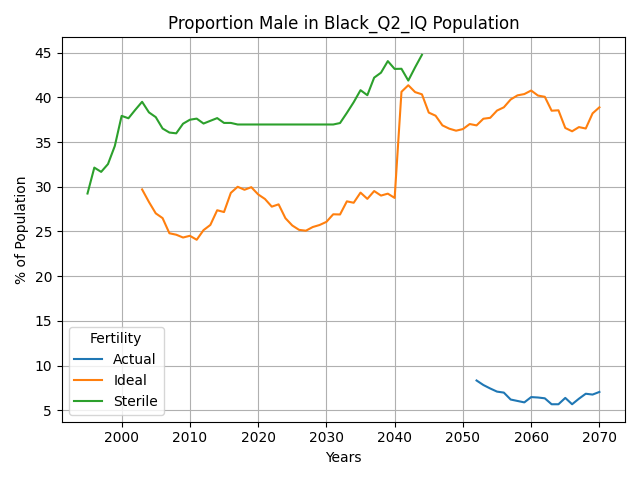 Proportion Male in Black_Q2_IQ Population
% of Population
45
40
35
30
25
20
15
10
5
Fertility
Actual
Ideal
Sterile
2000 2010 2020 2030 2040 2050 2060 2070
Years